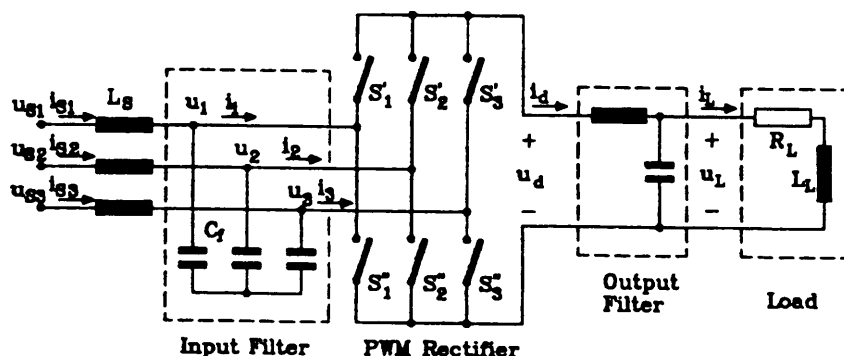 u_S1 i_S1 L_S u_1 i_1
u_S2 i_S2 u_2 i_2
u_S3 i_S3 u_3 i_3
C_f
S'_1 S'_2 S'_3
S"_1 S"_2 S"_3
i_d i_L
+ u_d −
+ u_L −
R_L
L_L
Input Filter
PWM Rectifier
Output
Filter
Load